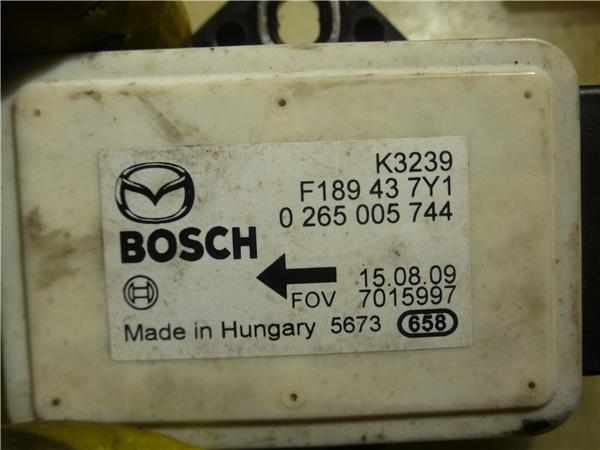 K3239
F189 43 7Y1
0 265 005 744
BOSCH
15.08.09
FOV 7015997
Made in Hungary 5673 658